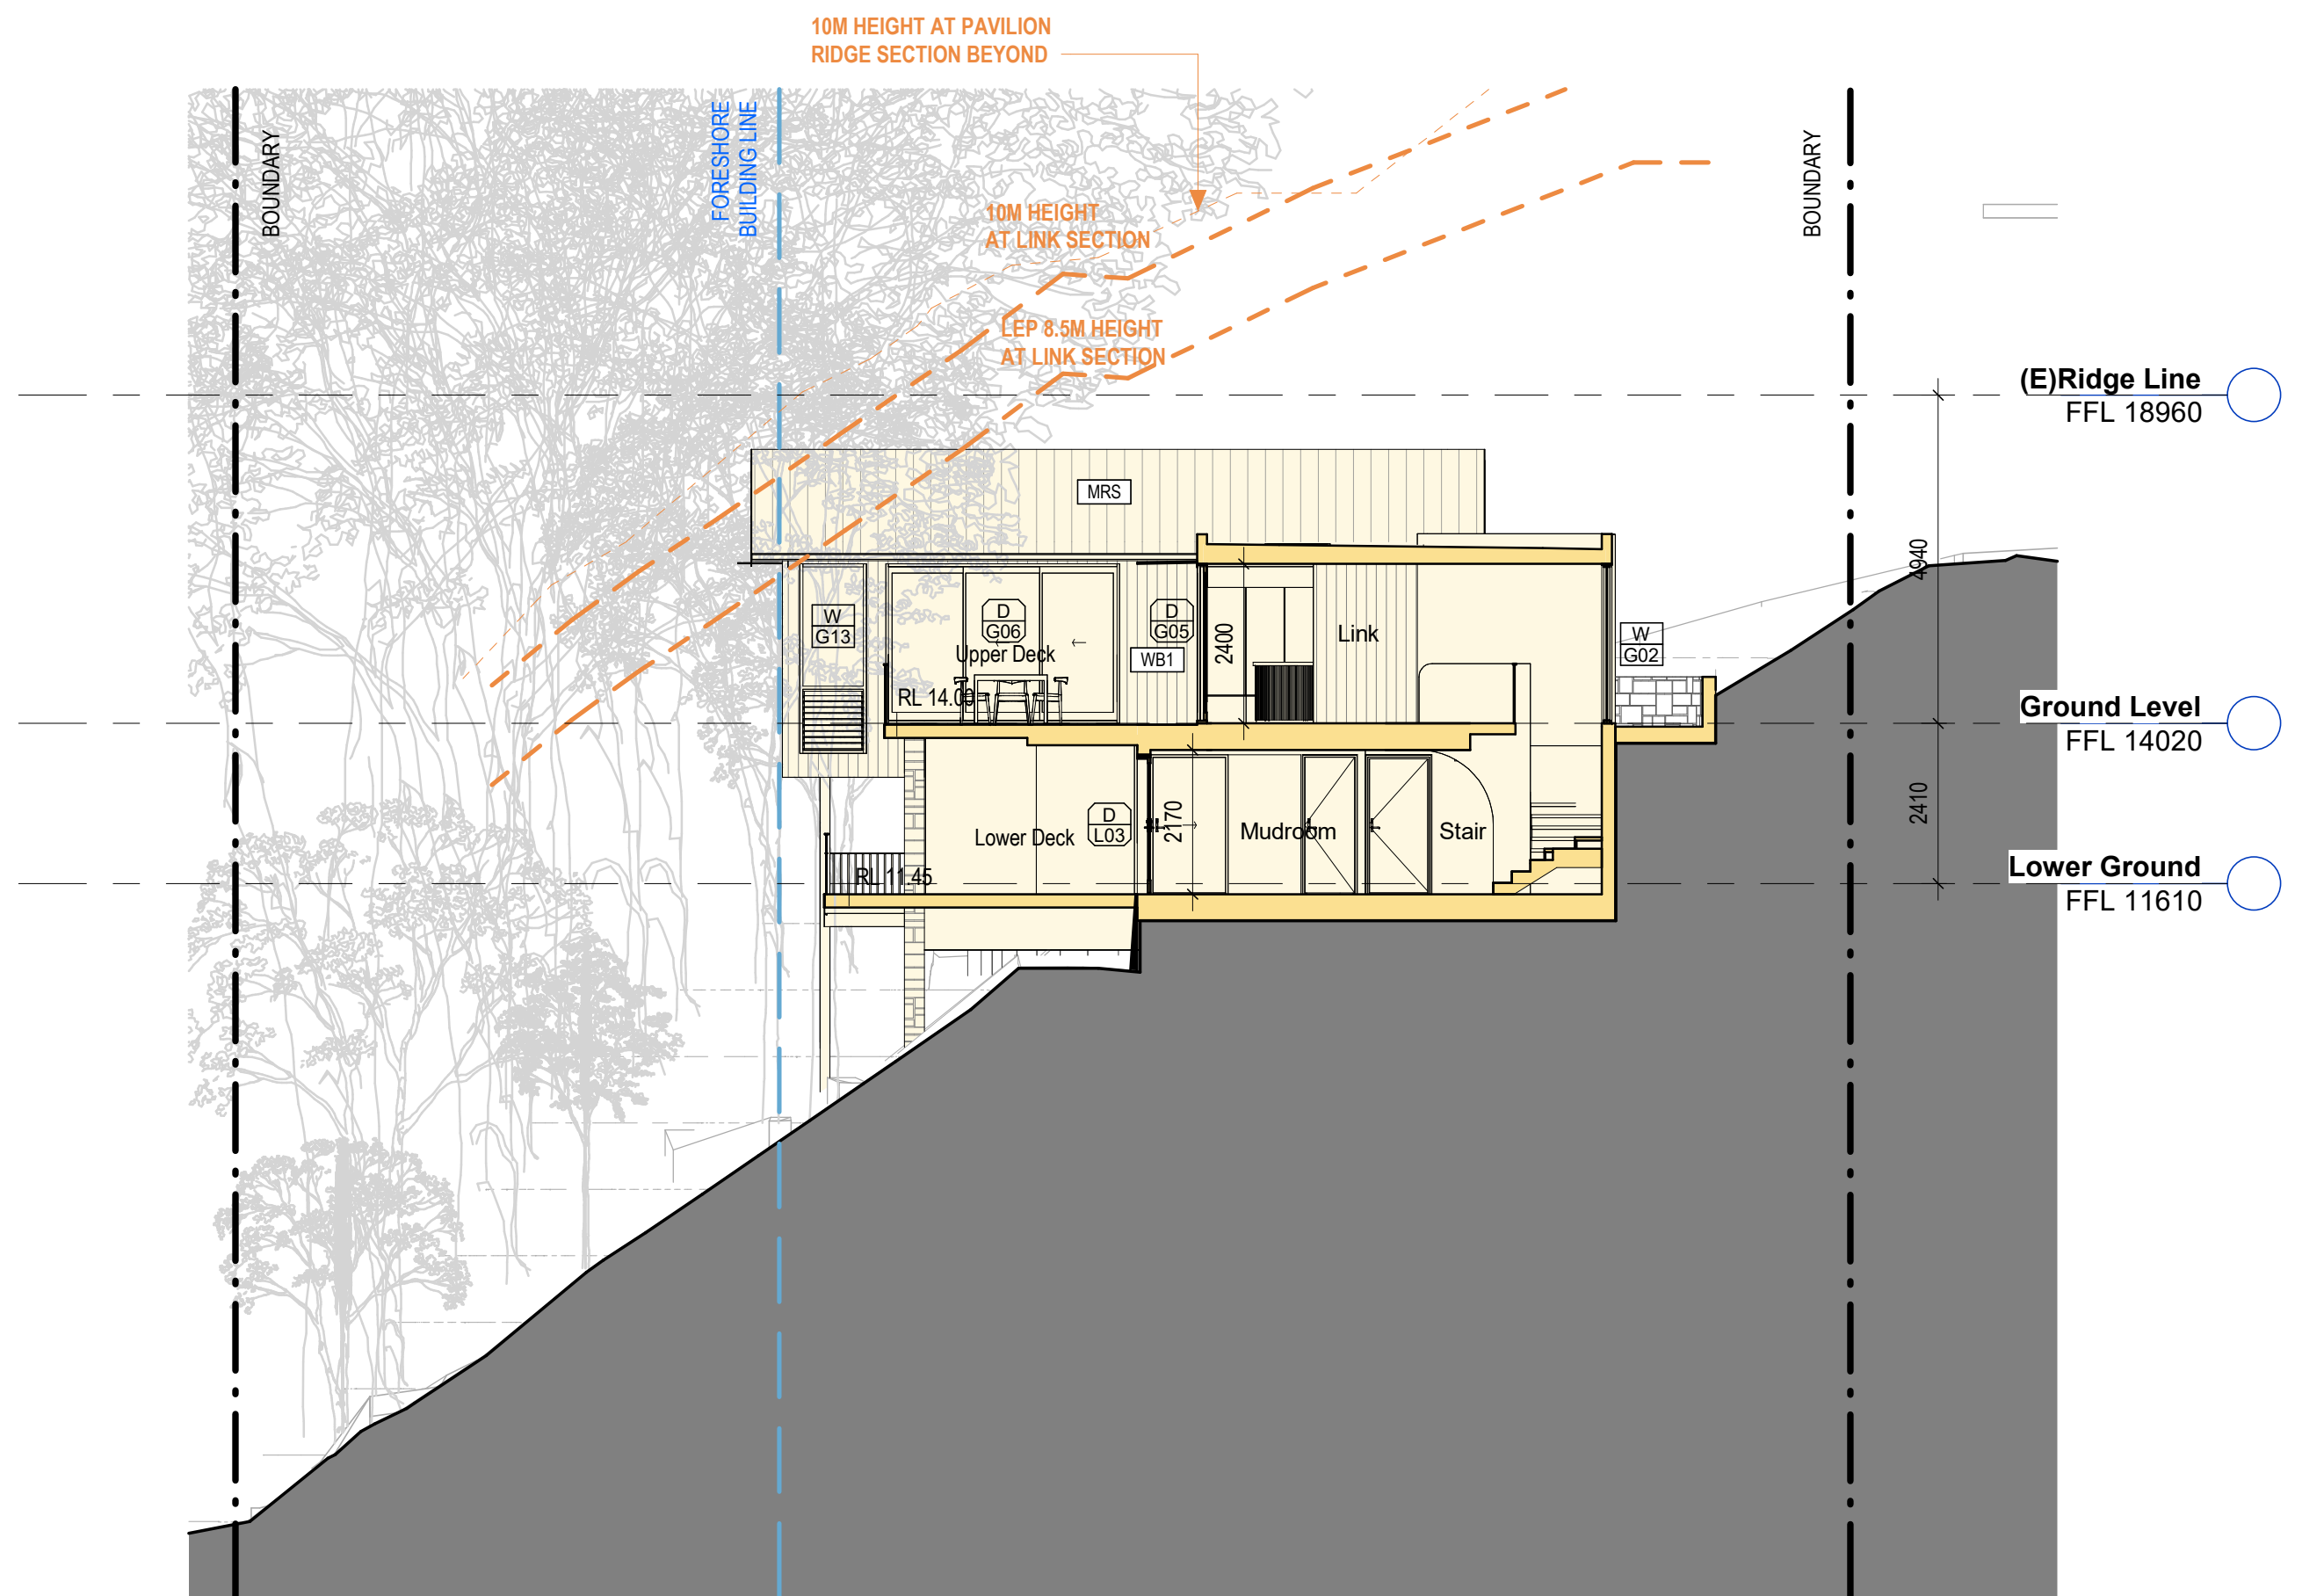 10M HEIGHT AT PAVILION
RIDGE SECTION BEYOND
BOUNDARY
FORESHORE
BUILDING LINE
BOUNDARY
10M HEIGHT
AT LINK SECTION
LEP 8.5M HEIGHT
AT LINK SECTION
(E)Ridge Line
FFL 18960
MRS
4940
W
G13
D
G06
D
G05
Upper Deck
WB1
2400
Link
W
G02
RL 14.00
Ground Level
FFL 14020
2410
D
L03
Lower Deck
2170
Mudroom
Stair
RL 11.45
Lower Ground
FFL 11610